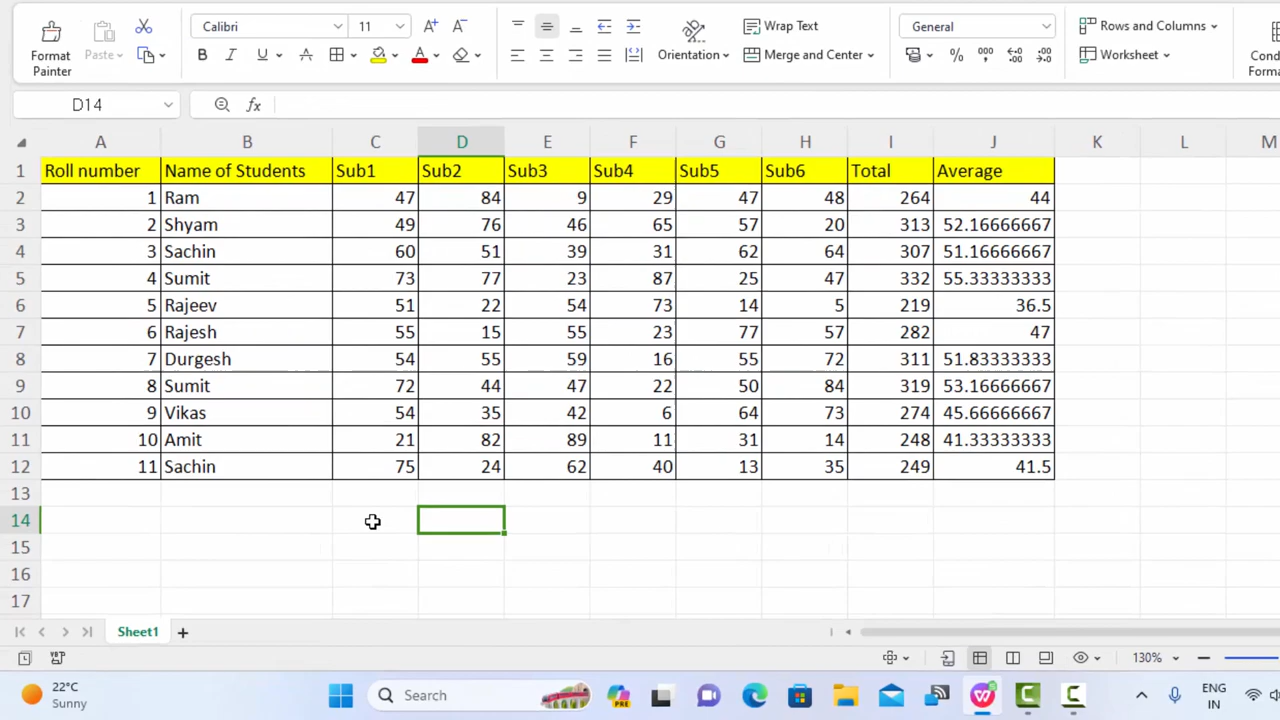 Calibri 11 Wrap Text General Rows and Columns
Format Painter Paste B I U A Orientation Merge and Center % Worksheet Cond
Forma
D14 fx
A B C D E F G H I J K L M
1 Roll number Name of Students Sub1 Sub2 Sub3 Sub4 Sub5 Sub6 Total Average
2 1 Ram 47 84 9 29 47 48 264 44
3 2 Shyam 49 76 46 65 57 20 313 52.16666667
4 3 Sachin 60 51 39 31 62 64 307 51.16666667
5 4 Sumit 73 77 23 87 25 47 332 55.33333333
6 5 Rajeev 51 22 54 73 14 5 219 36.5
7 6 Rajesh 55 15 55 23 77 57 282 47
8 7 Durgesh 54 55 59 16 55 72 311 51.83333333
9 8 Sumit 72 44 47 22 50 84 319 53.16666667
10 9 Vikas 54 35 42 6 64 73 274 45.66666667
11 10 Amit 21 82 89 11 31 14 248 41.33333333
12 11 Sachin 75 24 62 40 13 35 249 41.5
13
14
15
16
17
Sheet1
130%
22°C
Sunny
Search
PRE
ENG
IN